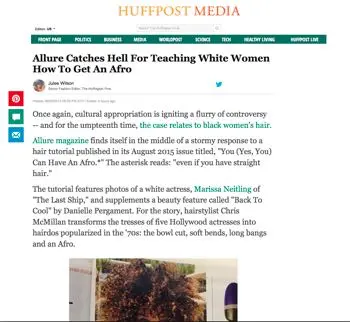 HUFFPOST MEDIA
Edition: US
FRONT PAGE POLITICS BUSINESS MEDIA WORLDPOST SCIENCE TECH HEALTHY LIVING HUFFPOST LIVE
Allure Catches Hell For Teaching White Women
How To Get An Afro
Julee Wilson
Senior Fashion Editor, The Huffington Post
Once again, cultural appropriation is igniting a flurry of controversy
— and for the umpteenth time, the case relates to black women's hair.
Allure magazine finds itself in the middle of a stormy response to a
hair tutorial published in its August 2015 issue titled, "You (Yes, You)
Can Have An Afro.*" The asterisk reads: "even if you have straight
hair."
The tutorial features photos of a white actress, Marissa Neitling of
"The Last Ship," and supplements a beauty feature called "Back To
Cool" by Danielle Pergament. For the story, hairstylist Chris
McMillan transforms the tresses of five Hollywood actresses into
hairdos popularized in the '70s: the bowl cut, soft bends, long bangs
and an Afro.